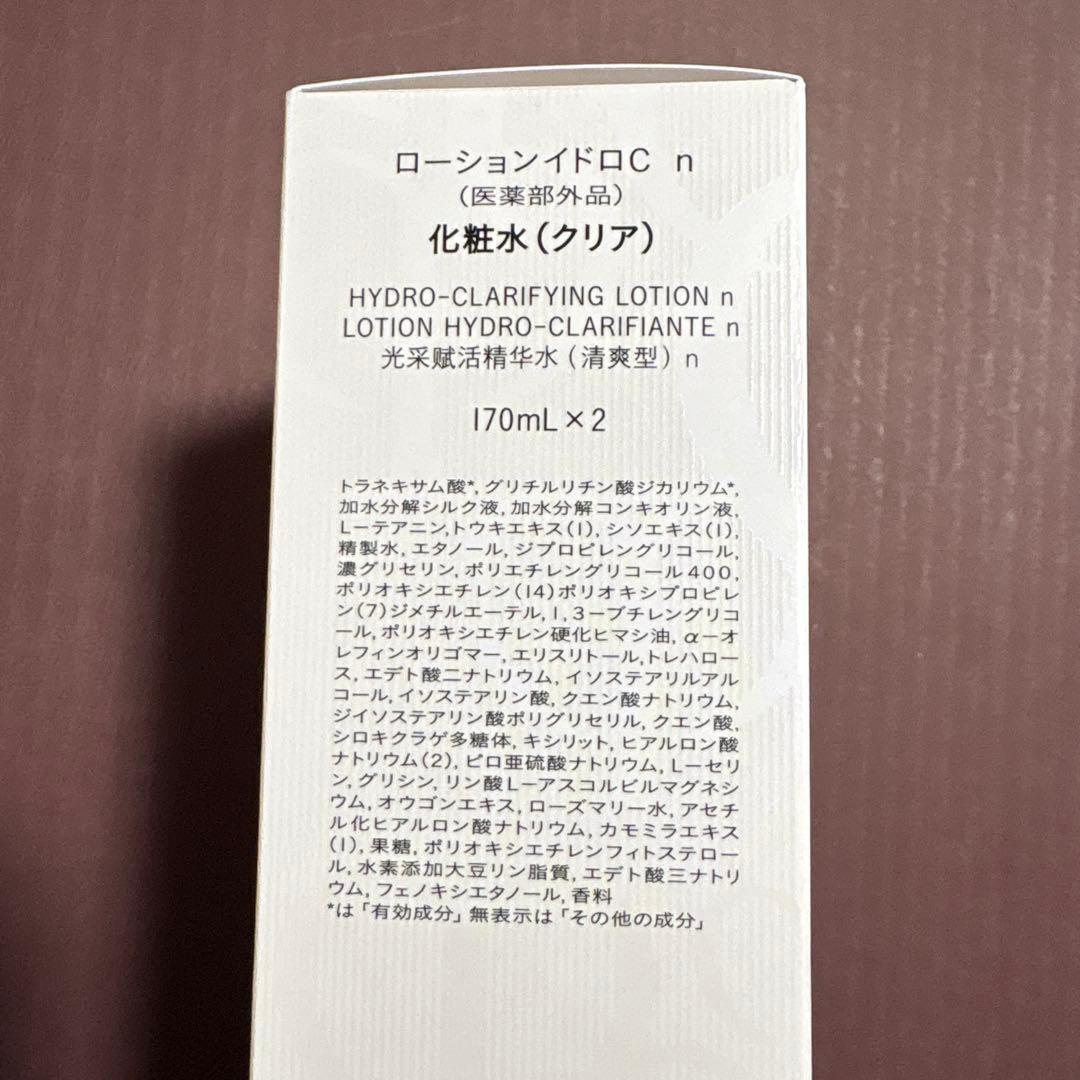 ローションイドロC n
(医薬部外品)
化粧水(クリア)
HYDRO-CLARIFYING LOTION n
LOTION HYDRO-CLARIFIANTE n
光采赋活精华水(清爽型) n
170mL×2
トラネキサム酸*, グリチルリチン酸ジカリウム*,
加水分解シルク液, 加水分解コンキオリン液,
L－テアニン, トウキエキス(1), シソエキス(1),
精製水, エタノール, ジプロピレングリコール,
濃グリセリン, ポリエチレングリコール400,
ポリオキシエチレン(14)ポリオキシプロピレ
ン(7)ジメチルエーテル, 1, 3－ブチレングリコ
ール, ポリオキシエチレン硬化ヒマシ油, α－オ
レフィンオリゴマー, エリスリトール, トレハロー
ス, エデト酸二ナトリウム, イソステアリルアル
コール, イソステアリン酸, クエン酸ナトリウム,
ジイソステアリン酸ポリグリセリル, クエン酸,
シロキクラゲ多糖体, キシリット, ヒアルロン酸
ナトリウム(2), ピロ亜硫酸ナトリウム, L－セリ
ン, グリシン, リン酸L－アスコルビルマグネシ
ウム, オウゴンエキス, ローズマリー水, アセチ
ル化ヒアルロン酸ナトリウム, カモミラエキス
(1), 果糖, ポリオキシエチレンフィトステロー
ル, 水素添加大豆リン脂質, エデト酸三ナトリ
ウム, フェノキシエタノール, 香料
*は「有効成分」無表示は「その他の成分」